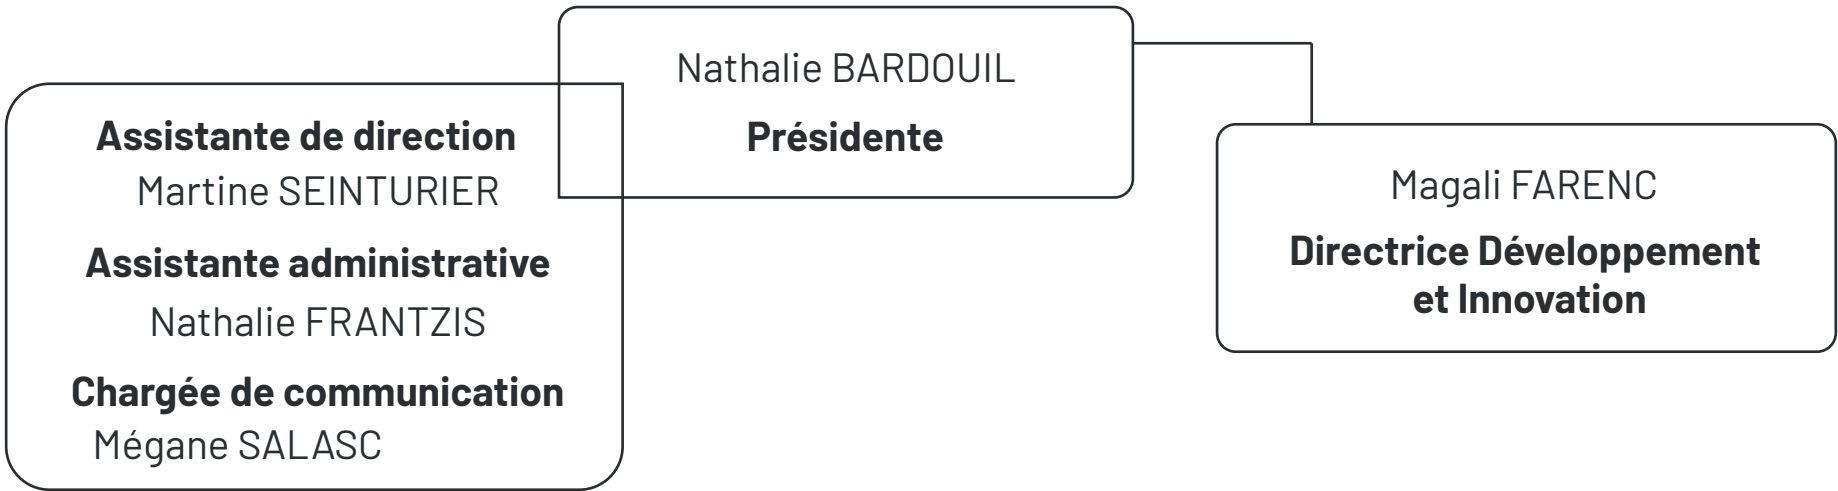 Nathalie BARDOUIL
Présidente
Assistante de direction
Martine SEINTURIER
Assistante administrative
Nathalie FRANTZIS
Chargée de communication
Mégane SALASC
Magali FARENC
Directrice Développement
et Innovation